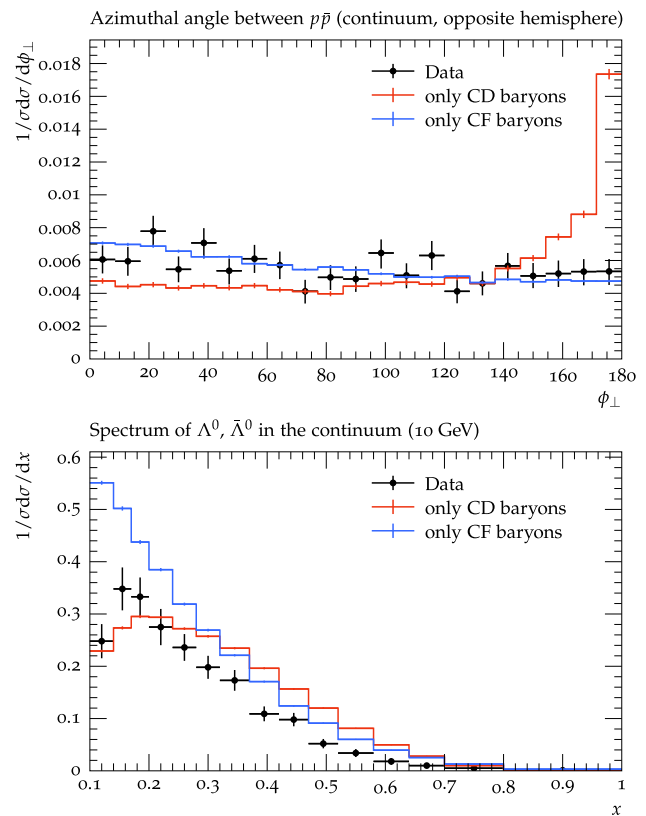 Azimuthal angle between pp̄ (continuum, opposite hemisphere)
1/σdσ/dϕ⊥
0.018
0.016
0.014
0.012
0.01
0.008
0.006
0.004
0.002
0
Data
only CD baryons
only CF baryons
0 20 40 60 80 100 120 140 160 180
ϕ⊥
Spectrum of Λ⁰, Λ̄⁰ in the continuum (10 GeV)
1/σdσ/dx
0.6
0.5
0.4
0.3
0.2
0.1
0
Data
only CD baryons
only CF baryons
0.1 0.2 0.3 0.4 0.5 0.6 0.7 0.8 0.9 1
x